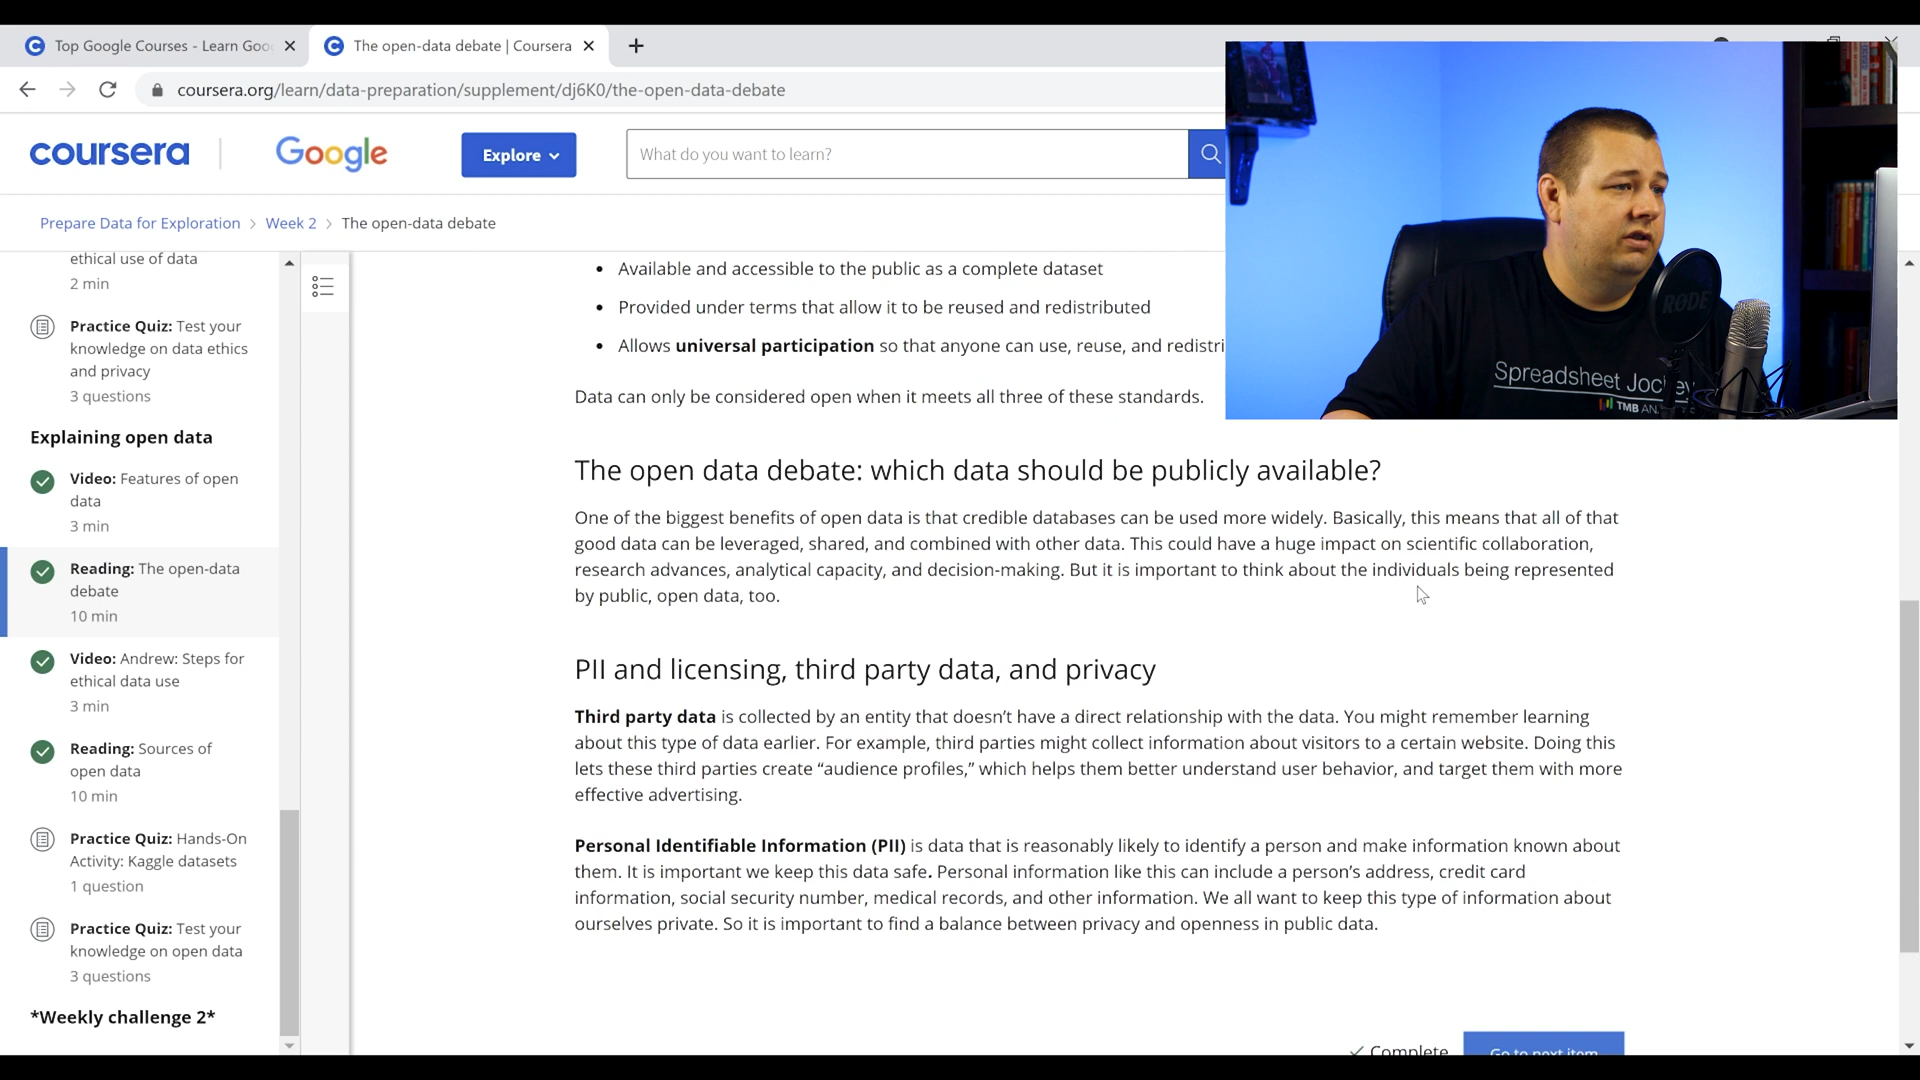 Top Google Courses - Learn Goo
The open-data debate | Coursera
coursera.org/learn/data-preparation/supplement/dj6K0/the-open-data-debate
coursera
Google
Explore
What do you want to learn?
Prepare Data for Exploration > Week 2 > The open-data debate
ethical use of data
2 min
Practice Quiz: Test your
knowledge on data ethics
and privacy
3 questions
Explaining open data
Video: Features of open
data
3 min
Reading: The open-data
debate
10 min
Video: Andrew: Steps for
ethical data use
3 min
Reading: Sources of
open data
10 min
Practice Quiz: Hands-On
Activity: Kaggle datasets
1 question
Practice Quiz: Test your
knowledge on open data
3 questions
*Weekly challenge 2*
• Available and accessible to the public as a complete dataset
• Provided under terms that allow it to be reused and redistributed
• Allows universal participation so that anyone can use, reuse, and redistri
Data can only be considered open when it meets all three of these standards.
The open data debate: which data should be publicly available?
One of the biggest benefits of open data is that credible databases can be used more widely. Basically, this means that all of that
good data can be leveraged, shared, and combined with other data. This could have a huge impact on scientific collaboration,
research advances, analytical capacity, and decision-making. But it is important to think about the individuals being represented
by public, open data, too.
PII and licensing, third party data, and privacy
Third party data is collected by an entity that doesn’t have a direct relationship with the data. You might remember learning
about this type of data earlier. For example, third parties might collect information about visitors to a certain website. Doing this
lets these third parties create “audience profiles,” which helps them better understand user behavior, and target them with more
effective advertising.
Personal Identifiable Information (PII) is data that is reasonably likely to identify a person and make information known about
them. It is important we keep this data safe. Personal information like this can include a person’s address, credit card
information, social security number, medical records, and other information. We all want to keep this type of information about
ourselves private. So it is important to find a balance between privacy and openness in public data.
Complete
Go to next item
RØDE
Spreadsheet Jockey
TMB AN